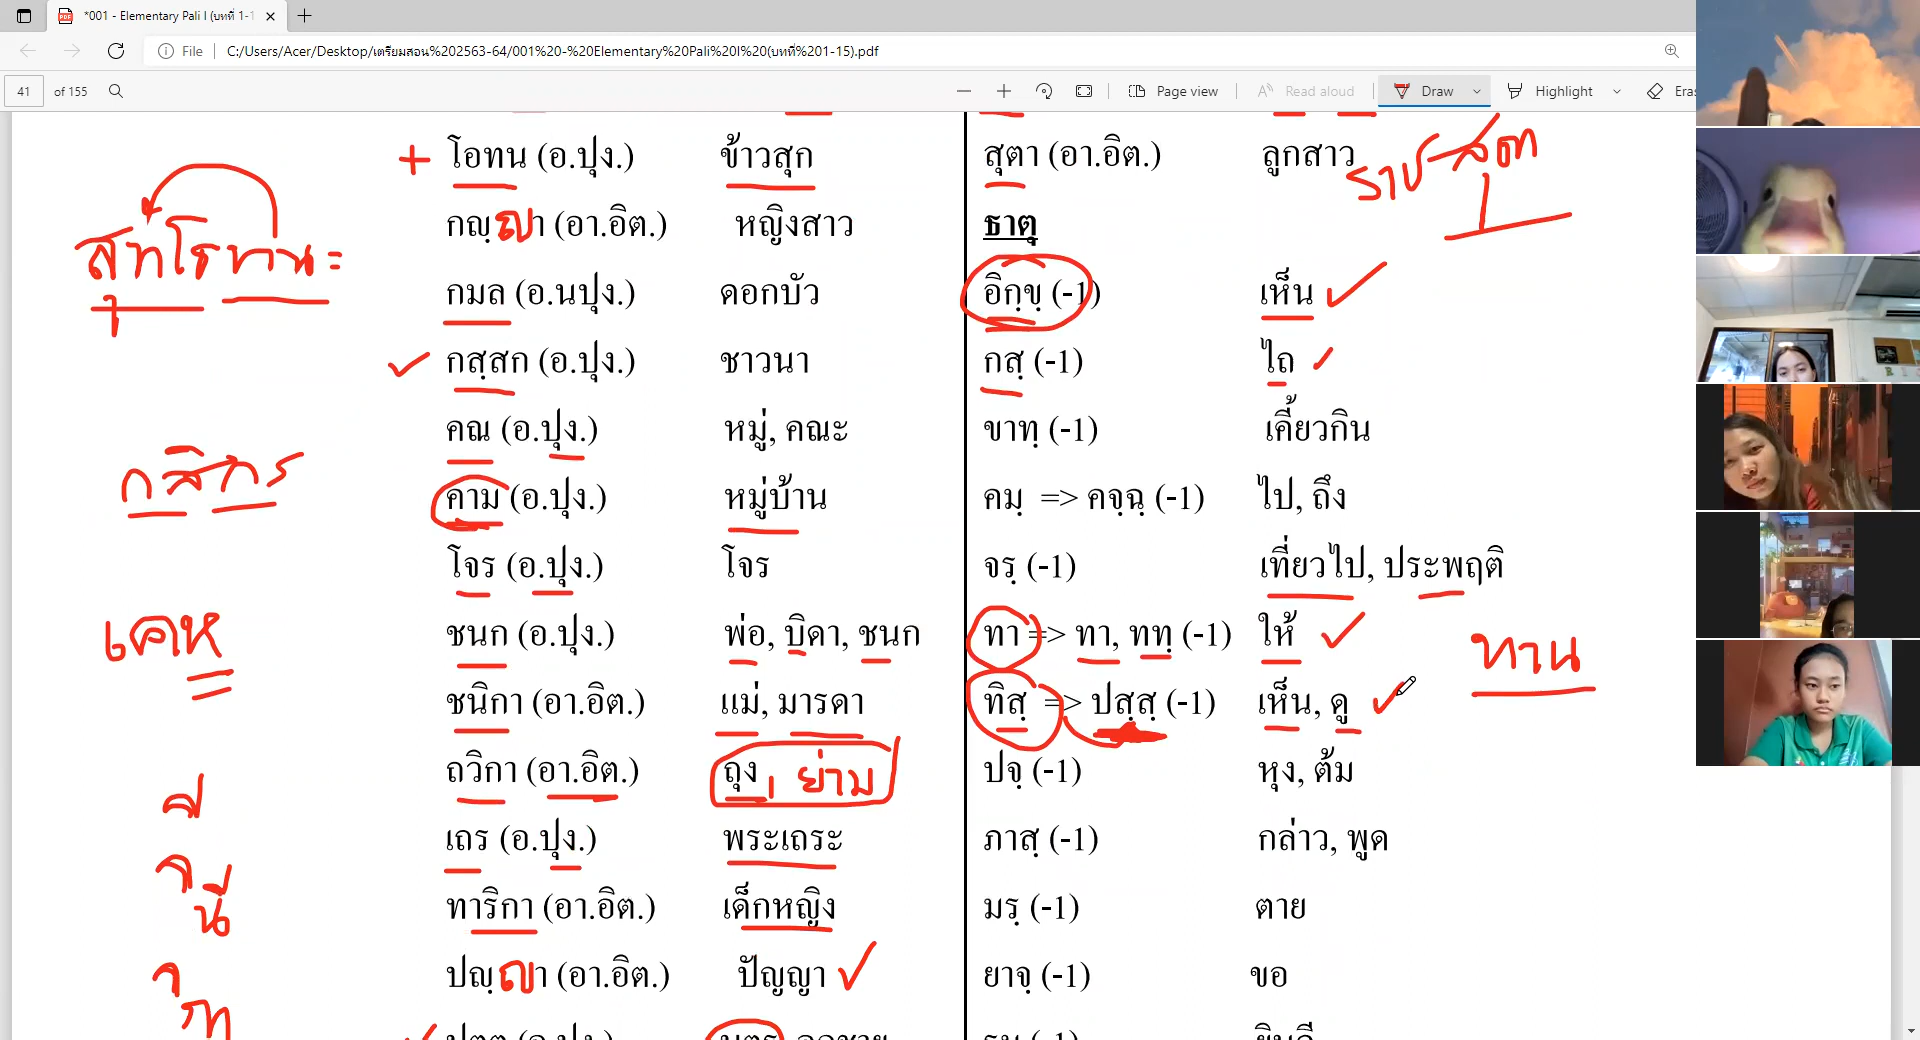 *001 - Elementary Pali I (บทที่ 1-1
File C:/Users/Acer/Desktop/เตรียมสอน%202563-64/001%20-%20Elementary%20Pali%20I%20(บทที่%201-15).pdf
41 of 155 Page view Read aloud Draw Highlight Eras
+ โอทน (อ.ปุง.) ข้าวสุก
กญฺญา (อา.อิต.) หญิงสาว
กมล (อ.นปุง.) ดอกบัว
กสฺสก (อ.ปุง.) ชาวนา
คณ (อ.ปุง.) หมู่, คณะ
คาม (อ.ปุง.) หมู่บ้าน
โจร (อ.ปุง.) โจร
ชนก (อ.ปุง.) พ่อ, บิดา, ชนก
ชนิกา (อา.อิต.) แม่, มารดา
ถวิกา (อา.อิต.) ถุง, ย่าม
เถร (อ.ปุง.) พระเถระ
ทาริกา (อา.อิต.) เด็กหญิง
ปญฺญา (อา.อิต.) ปัญญา
สุตา (อา.อิต.) ลูกสาว
ธาตุ
อิกฺขฺ (-1) เห็น
กสฺ (-1) ไถ
ขาทฺ (-1) เคี้ยวกิน
คมฺ => คจฺฉฺ (-1) ไป, ถึง
จรฺ (-1) เที่ยวไป, ประพฤติ
ทา => ทา, ททฺ (-1) ให้
ทิสฺ => ปสฺสฺ (-1) เห็น, ดู
ปจฺ (-1) หุง, ต้ม
ภาสฺ (-1) กล่าว, พูด
มรฺ (-1) ตาย
ยาจฺ (-1) ขอ
กสิกร
เคห
ทาน